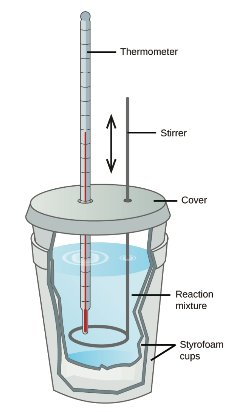 Thermometer
Stirrer
Cover
Reaction
mixture
Styrofoam
cups